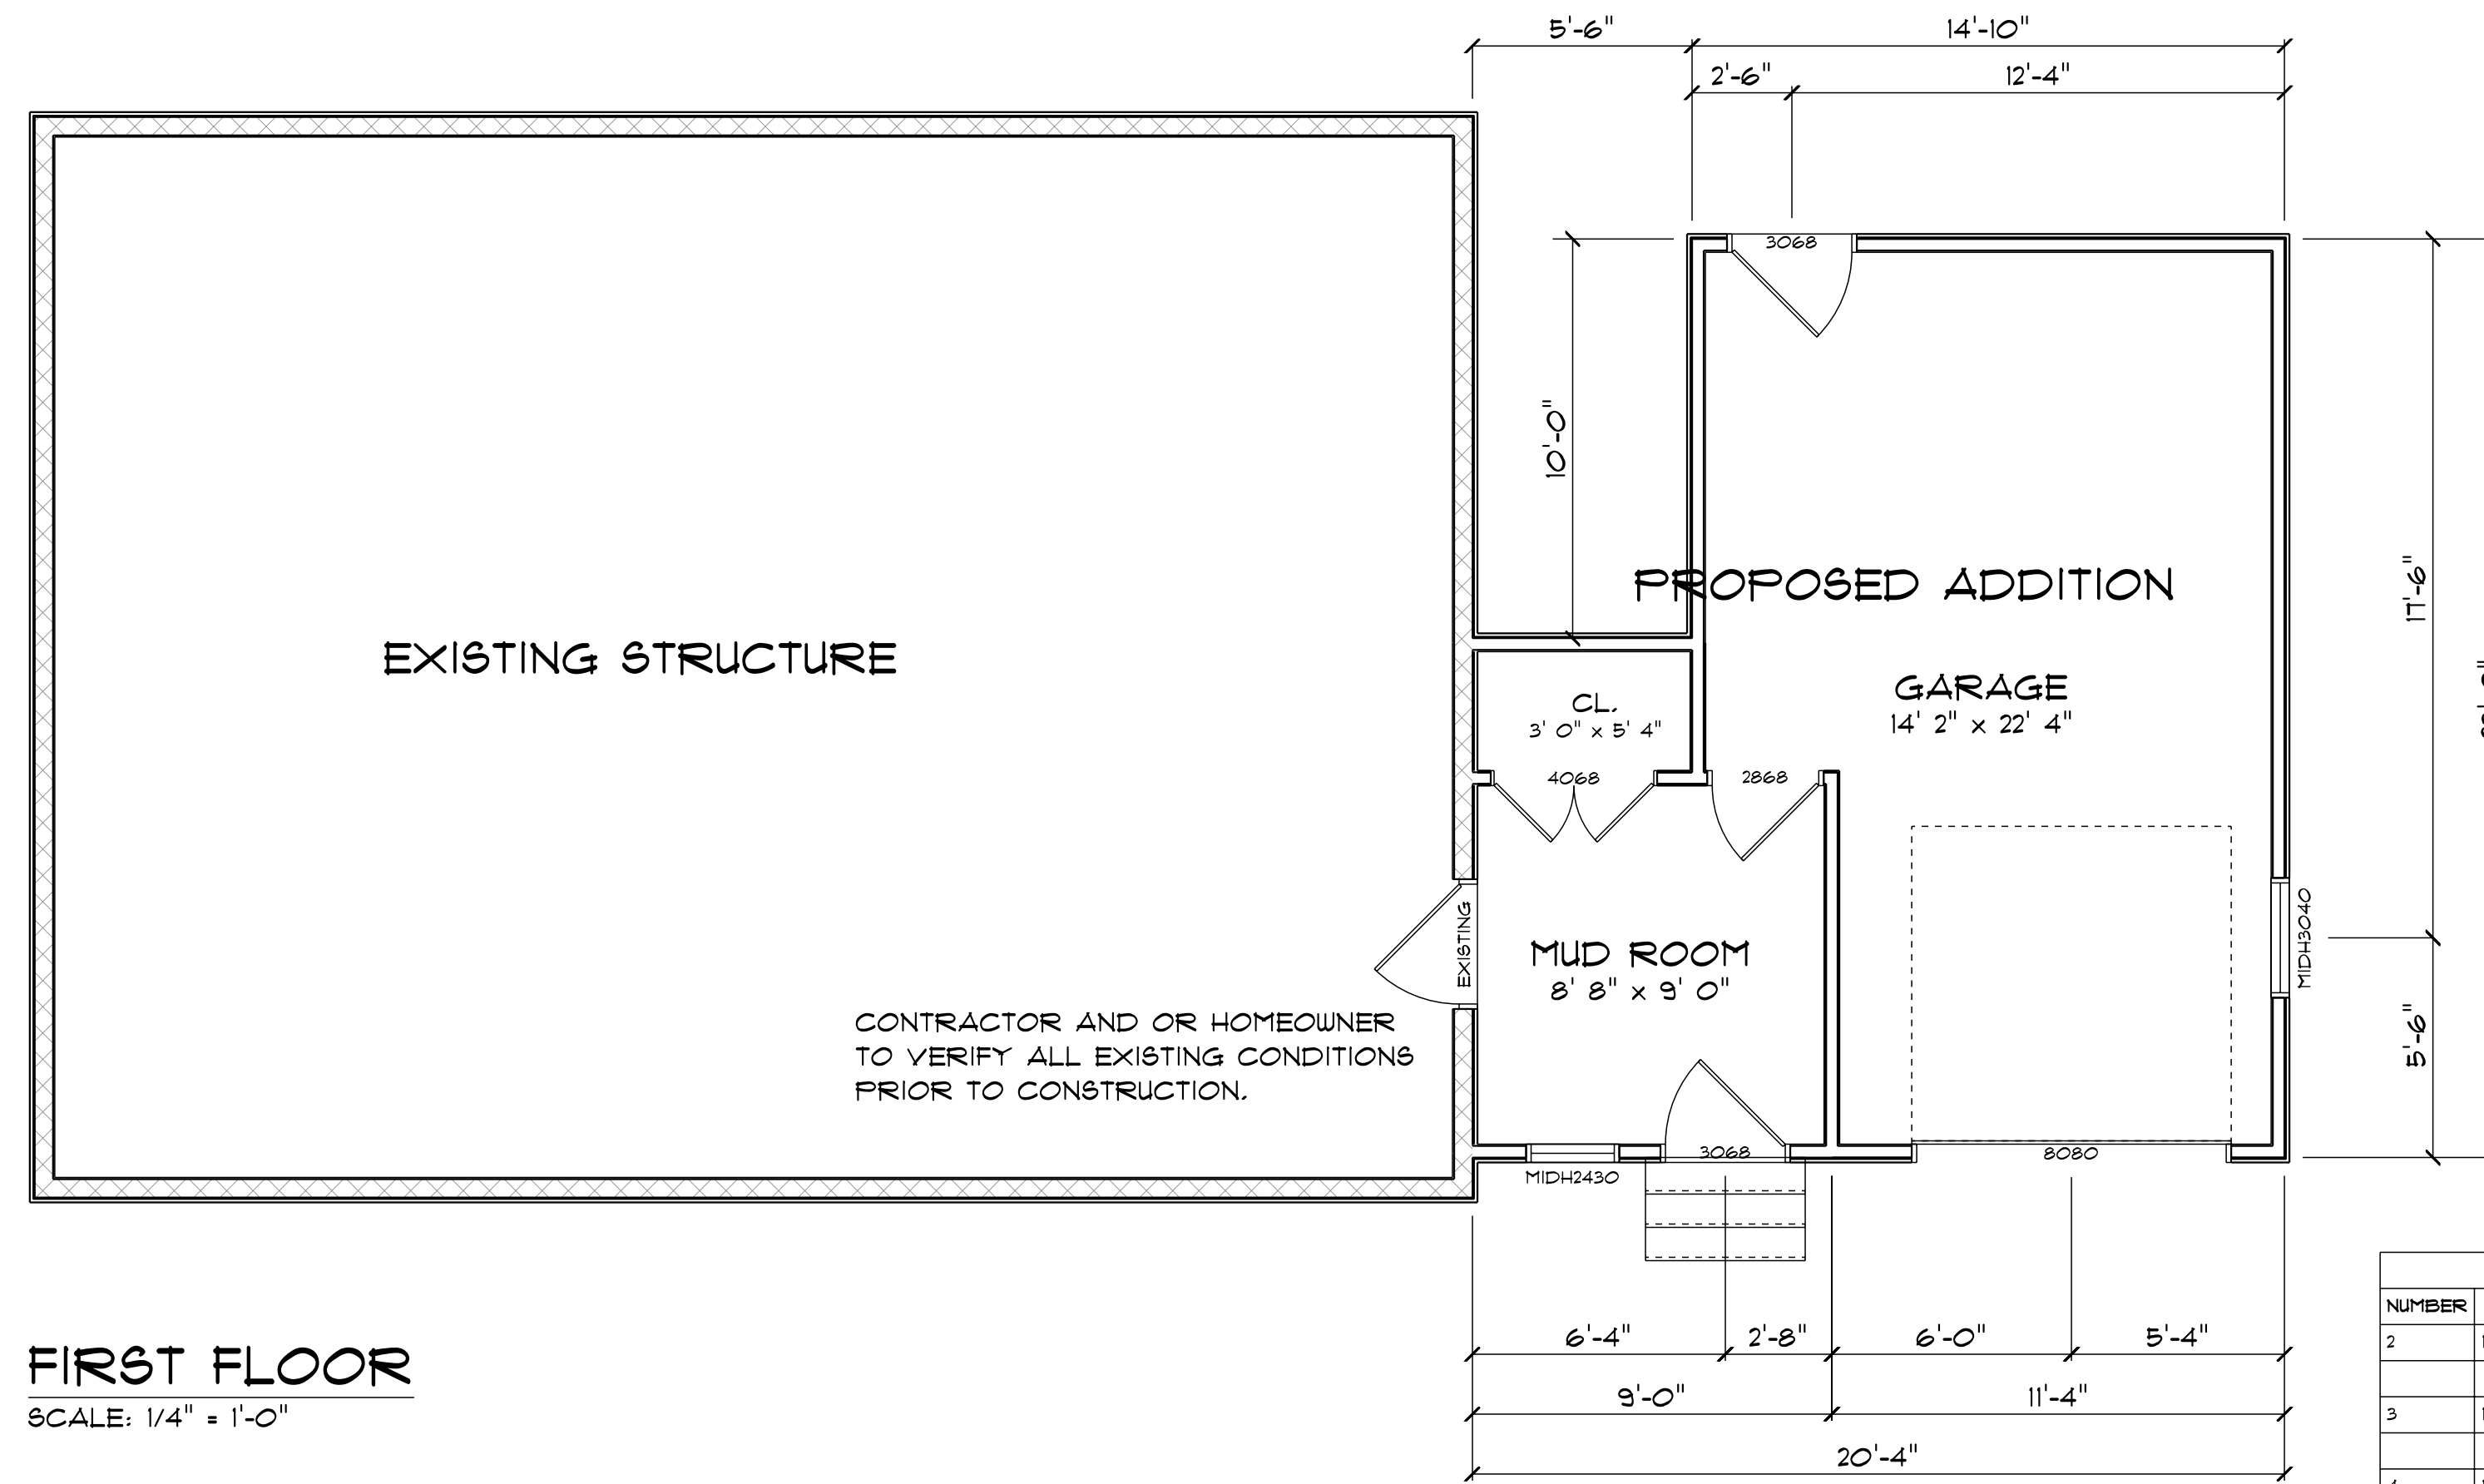 5'-6"
14'-10"
2'-6"
12'-4"
3068
10'-0"
17'-6"
PROPOSED ADDITION
EXISTING STRUCTURE
GARAGE
14' 2" x 22' 4"
CL.
3' 0" x 5' 4"
4068
2868
EXISTING
MIDH3040
MUD ROOM
8' 8" x 9' 0"
CONTRACTOR AND OR HOMEOWNER
TO VERIFY ALL EXISTING CONDITIONS
PRIOR TO CONSTRUCTION.
5'-6"
3068
8080
MIDH2430
NUMBER
2
3
6'-4"
2'-8"
6'-0"
5'-4"
9'-0"
11'-4"
20'-4"
FIRST FLOOR
SCALE: 1/4" = 1'-0"